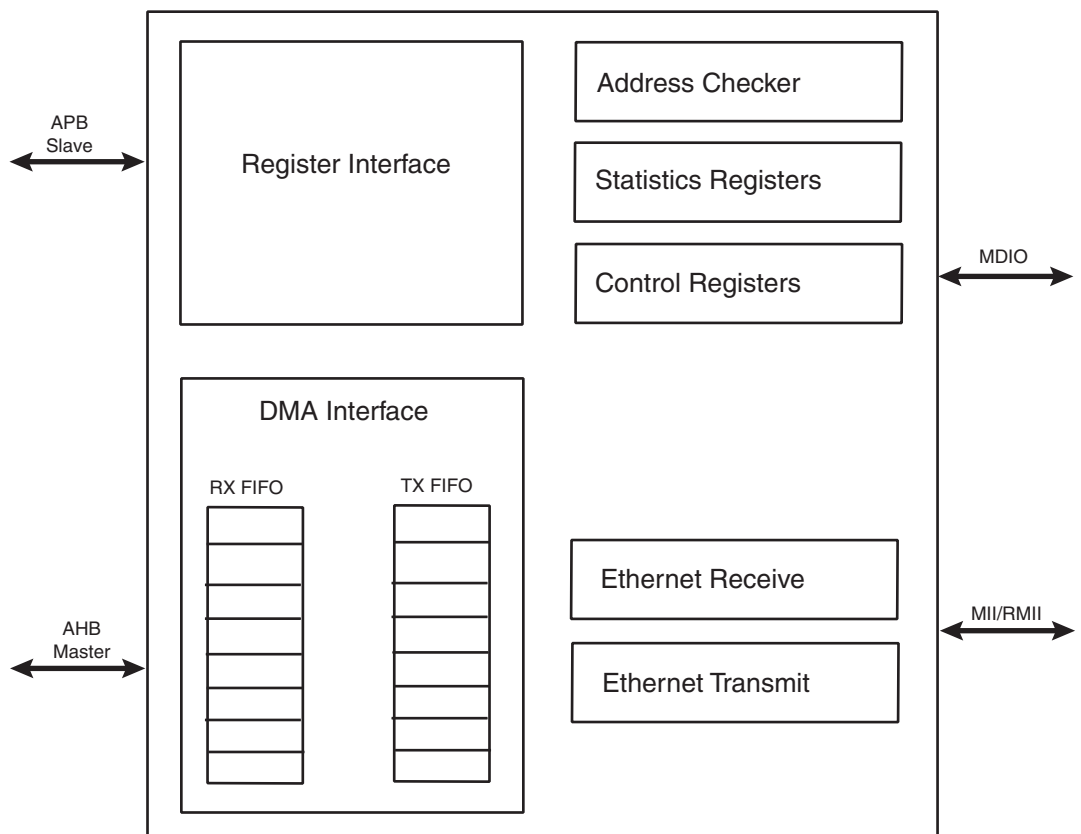 APB
Slave
Register Interface
Address Checker
Statistics Registers
Control Registers
MDIO
DMA Interface
RX FIFO
TX FIFO
AHB
Master
Ethernet Receive
Ethernet Transmit
MII/RMII